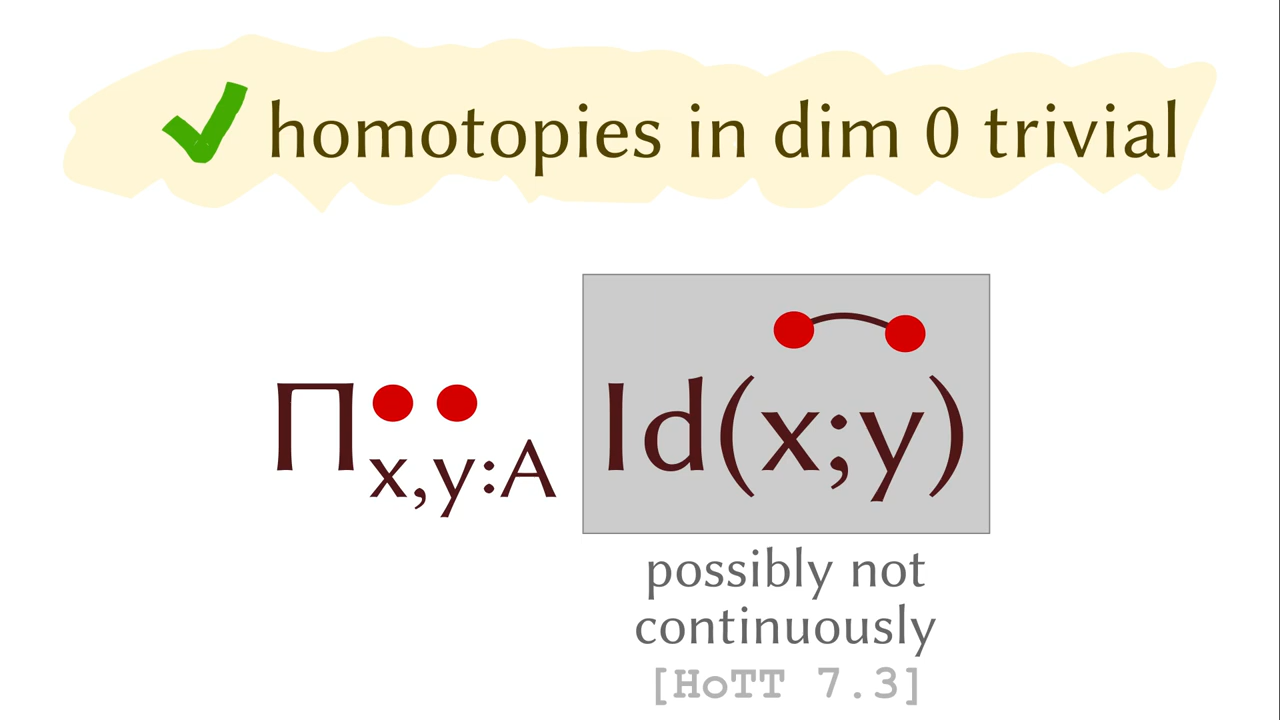 homotopies in dim 0 trivial
Π x,y:A Id(x;y)
possibly not
continuously
[HoTT 7.3]